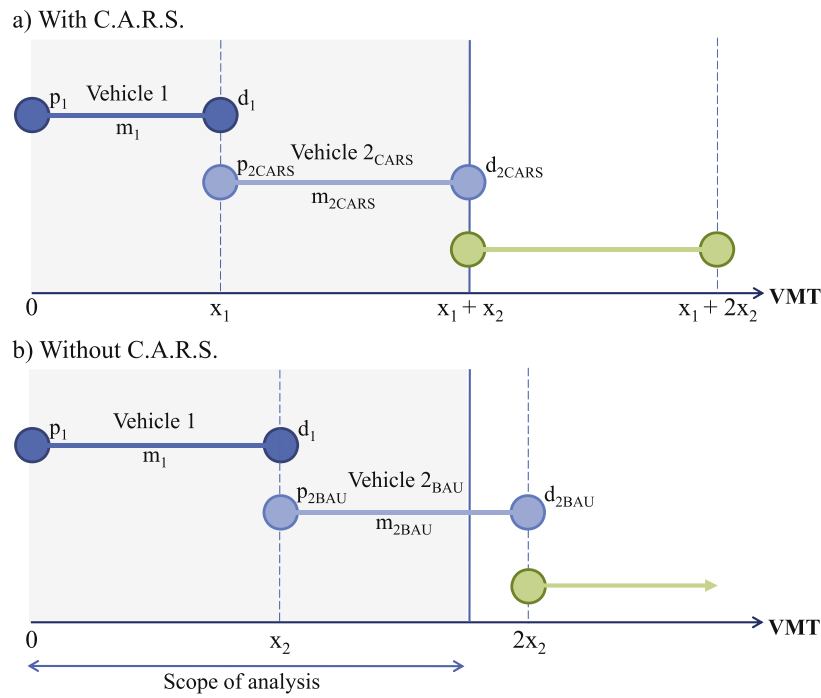 a) With C.A.R.S.
p1 Vehicle 1 d1
m1
p2CARS Vehicle 2CARS d2CARS
m2CARS
0 x1 x1 + x2 x1 + 2x2 VMT
b) Without C.A.R.S.
p1 Vehicle 1 d1
m1
p2BAU Vehicle 2BAU d2BAU
m2BAU
0 x2 2x2 VMT
Scope of analysis